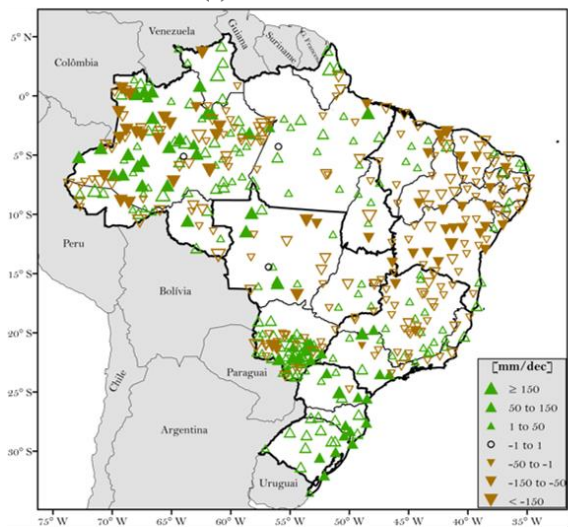 5° N
0°
5° S
10° S
15° S
20° S
25° S
30° S
75° W
70° W
65° W
60° W
55° W
50° W
45° W
40° W
35° W
Venezuela
Guiana
Suriname
G. Francesa
Colômbia
Peru
Bolívia
Paraguai
Chile
Argentina
Uruguai
[mm/dec]
≥ 150
50 to 150
1 to 50
-1 to 1
-50 to -1
-150 to -50
< -150